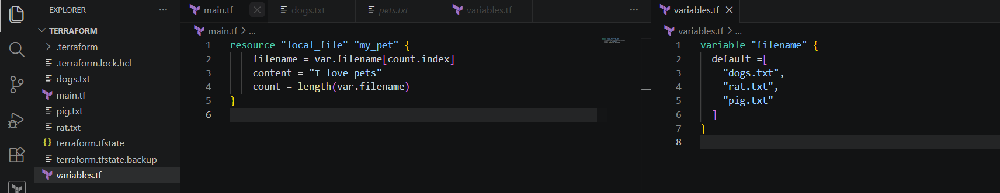 EXPLORER ...
TERRAFORM
.terraform
.terraform.lock.hcl
dogs.txt
main.tf
pig.txt
rat.txt
terraform.tfstate
terraform.tfstate.backup
variables.tf
main.tf dogs.txt pets.txt variables.tf ...
main.tf > ...
1 resource "local_file" "my_pet" {
2 filename = var.filename[count.index]
3 content = "I love pets"
4 count = length(var.filename)
5 }
6
variables.tf
variables.tf > ...
1 variable "filename" {
2 default =[
3 "dogs.txt",
4 "rat.txt",
5 "pig.txt"
6 ]
7 }
8